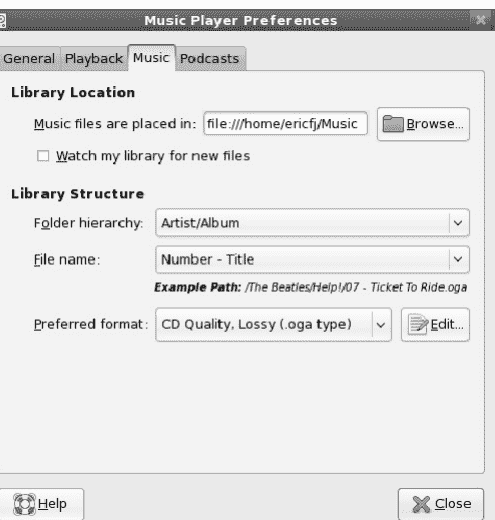 Music Player Preferences
General Playback Music Podcasts
Library Location
Music files are placed in: file:///home/ericfj/Music Browse...
Watch my library for new files
Library Structure
Folder hierarchy: Artist/Album
File name: Number - Title
Example Path: /The Beatles/Help!/07 - Ticket To Ride.oga
Preferred format: CD Quality, Lossy (.oga type) Edit...
Help Close